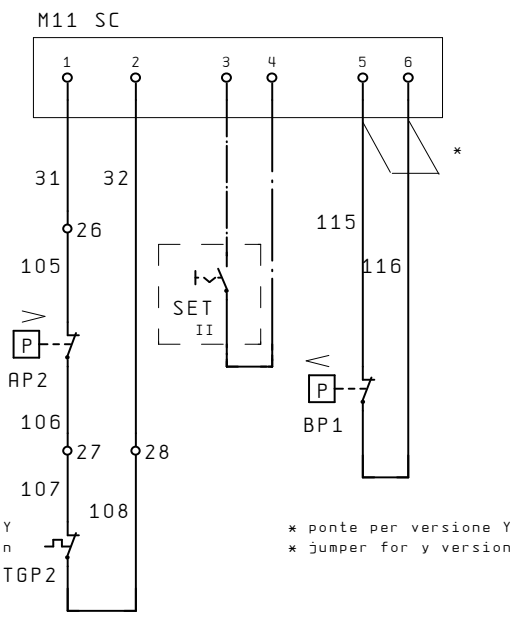 M11 SC
1 2 3 4 5 6
*
31 32
26
115
105
116
SET
II
>
P
AP2
<
P
BP1
106
27 28
107
108
Y
n
TGP2
* ponte per versione Y
* jumper for y version